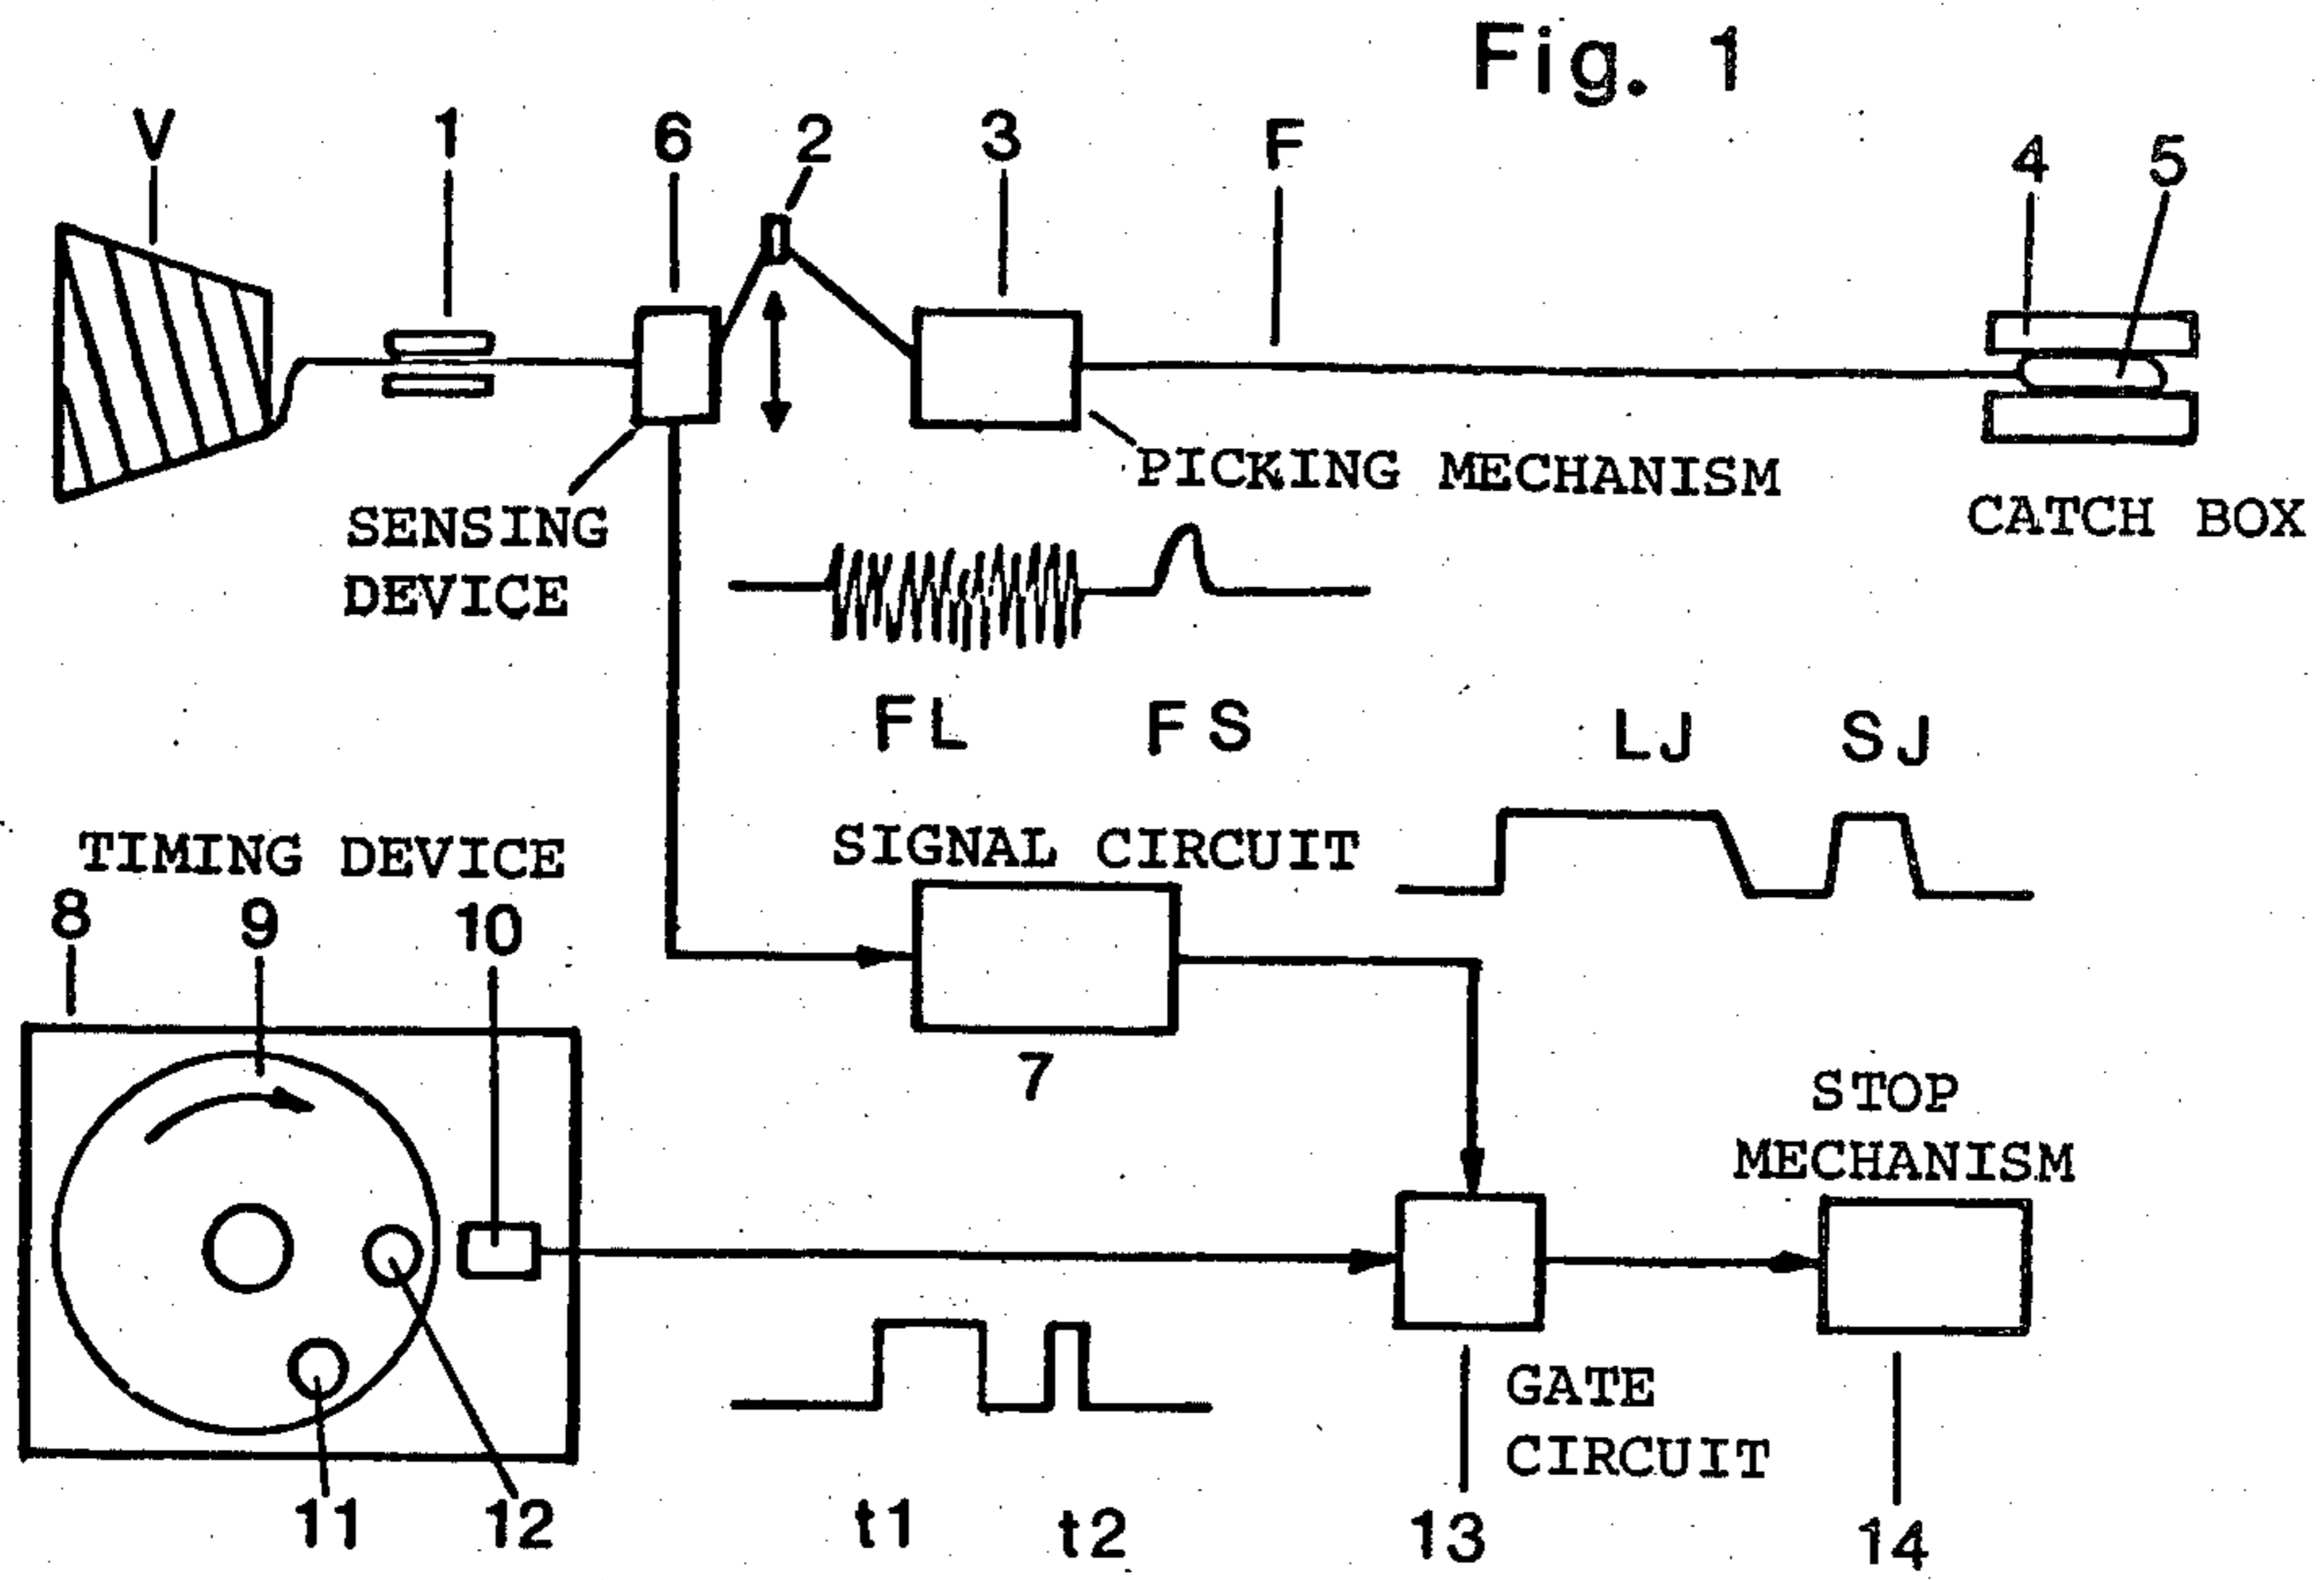 Fig. 1
V 1 6 2 3 F 4 5
PICKING MECHANISM
SENSING
DEVICE
CATCH BOX
FL FS
LJ SJ
TIMING DEVICE
SIGNAL CIRCUIT
8 9 10
7
STOP
MECHANISM
GATE
CIRCUIT
11 12 t1 t2 13 14